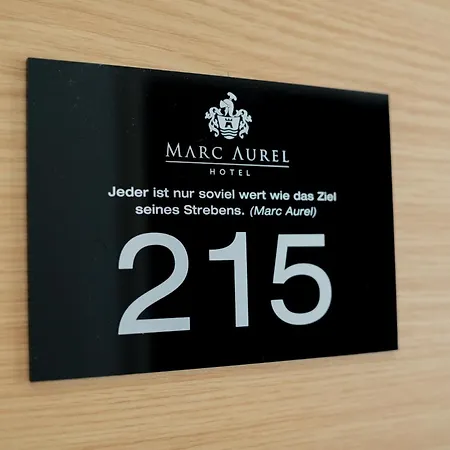 MARC AUREL
HOTEL
Jeder ist nur soviel wert wie das Ziel
seines Strebens. (Marc Aurel)
215